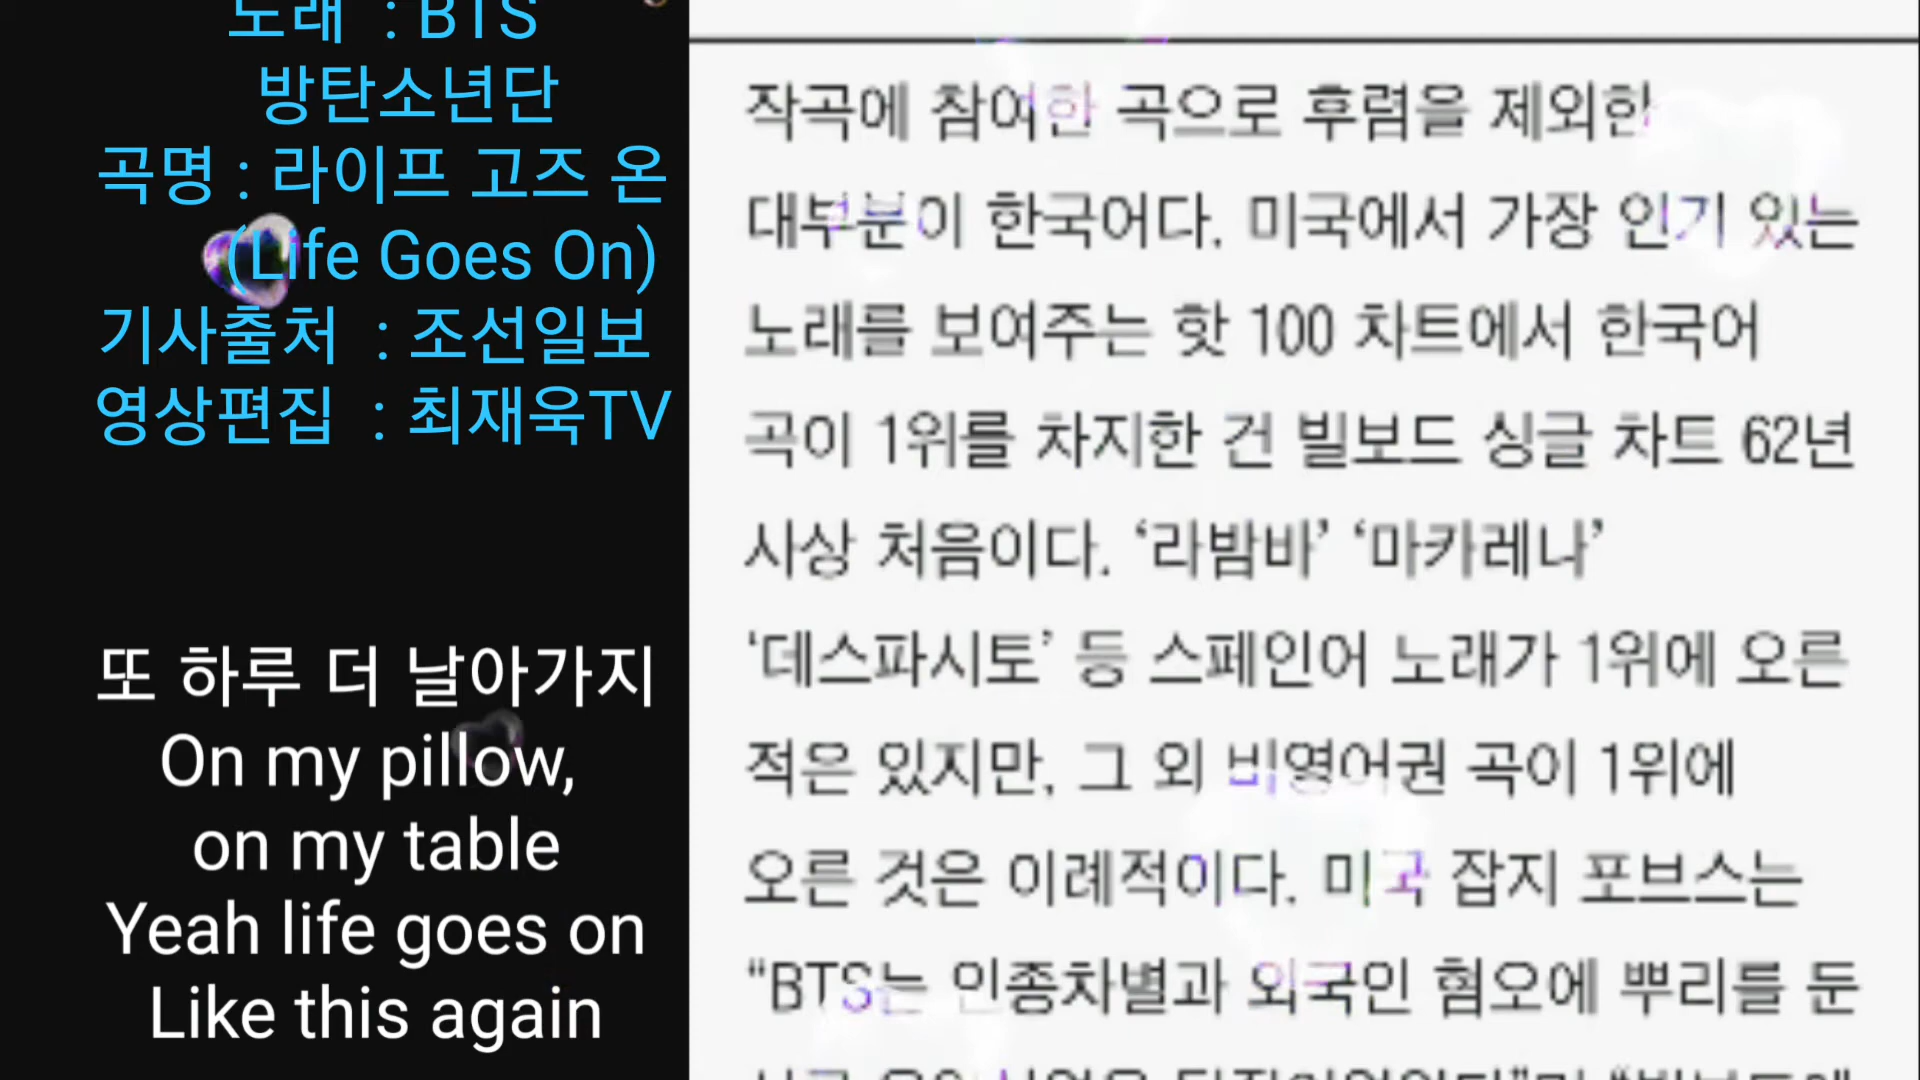 노래 : BTS
방탄소년단
곡명 : 라이프 고즈 온
(Life Goes On)
기사출처 : 조선일보
영상편집 : 최재욱TV
또 하루 더 날아가지
On my pillow,
on my table
Yeah life goes on
Like this again
작곡에 참여한 곡으로 후렴을 제외한
대부분이 한국어다. 미국에서 가장 인기 있는
노래를 보여주는 핫 100 차트에서 한국어
곡이 1위를 차지한 건 빌보드 싱글 차트 62년
사상 처음이다. ‘라밤바’ ‘마카레나’
‘데스파시토’ 등 스페인어 노래가 1위에 오른
적은 있지만, 그 외 비영어권 곡이 1위에
오른 것은 이례적이다. 미국 잡지 포브스는
“BTS는 인종차별과 외국인 혐오에 뿌리를 둔